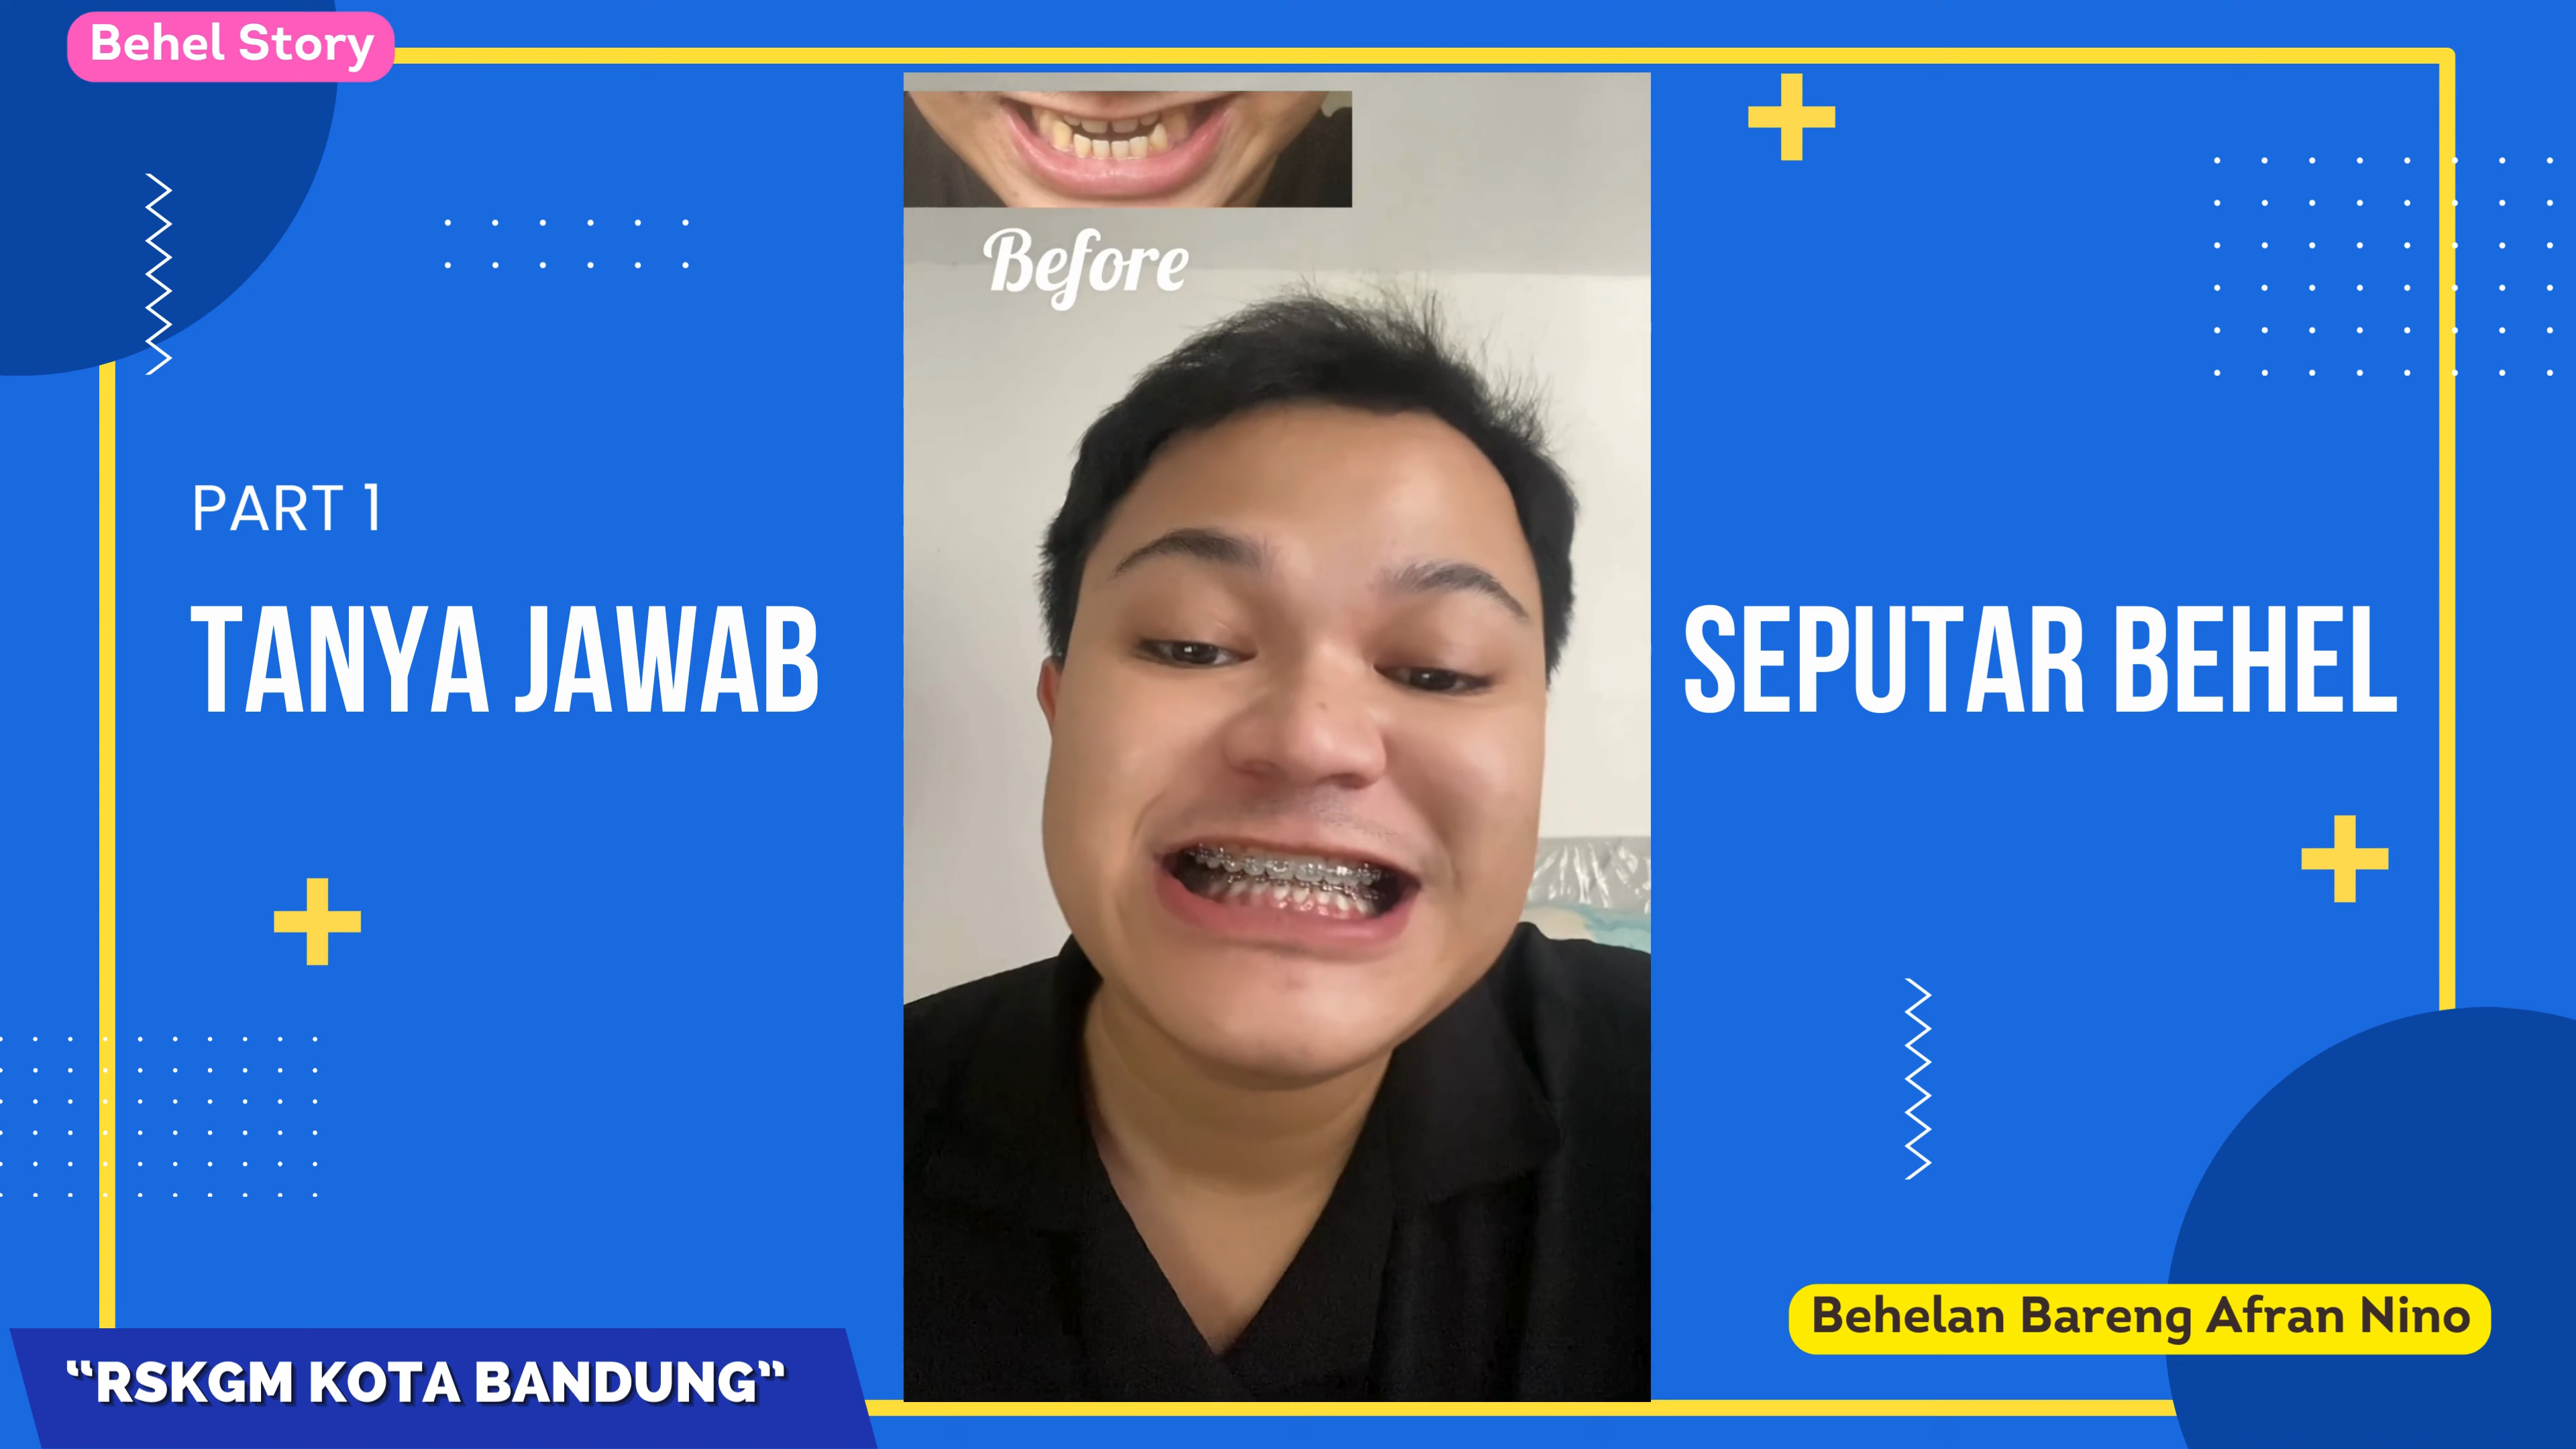 Behel Story
Before
PART 1
TANYA JAWAB
SEPUTAR BEHEL
Behelan Bareng Afran Nino
“RSKGM KOTA BANDUNG”